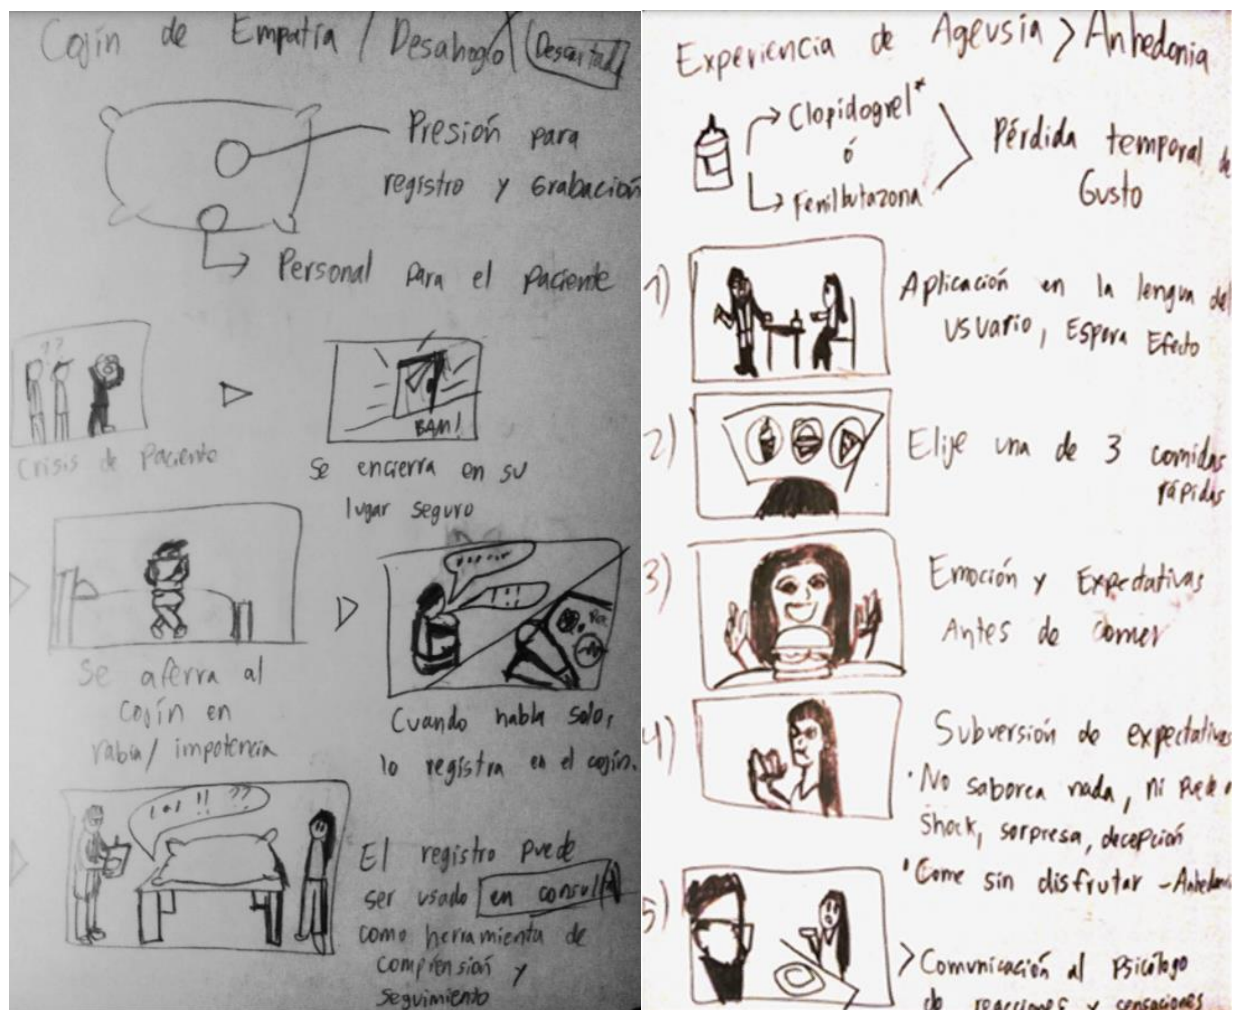 Cojín de Empatía / Desahogo
Presión para
registro y Grabación
Personal para el paciente
??
Crisis de Paciente
BAM!
Se encierra en su
lugar seguro
Se aferra al
Cojín en
rabia/ impotencia
Cuando habla solo,
lo registra en el cojín.
!! ??
El registro puede
ser usado en consulta
como herramienta de
comprensión y
seguimiento
Experiencia de Ageusia > Anhedonia
Clopidogrel*
ó
Fenilbutazona
Pérdida temporal
Gusto
1)
Aplicación en la lengua del
usuario, Espera Efecto
2)
Elije una de 3 comidas
rápidas
3)
Emoción y Expectativas
Antes de comer
4)
Subversión de expectativas
• No saborea nada, ni
Shock, sorpresa, decepción
• Come sin disfrutar -
5)
> Comunicación al Psicólogo
de reacciones y sensaciones